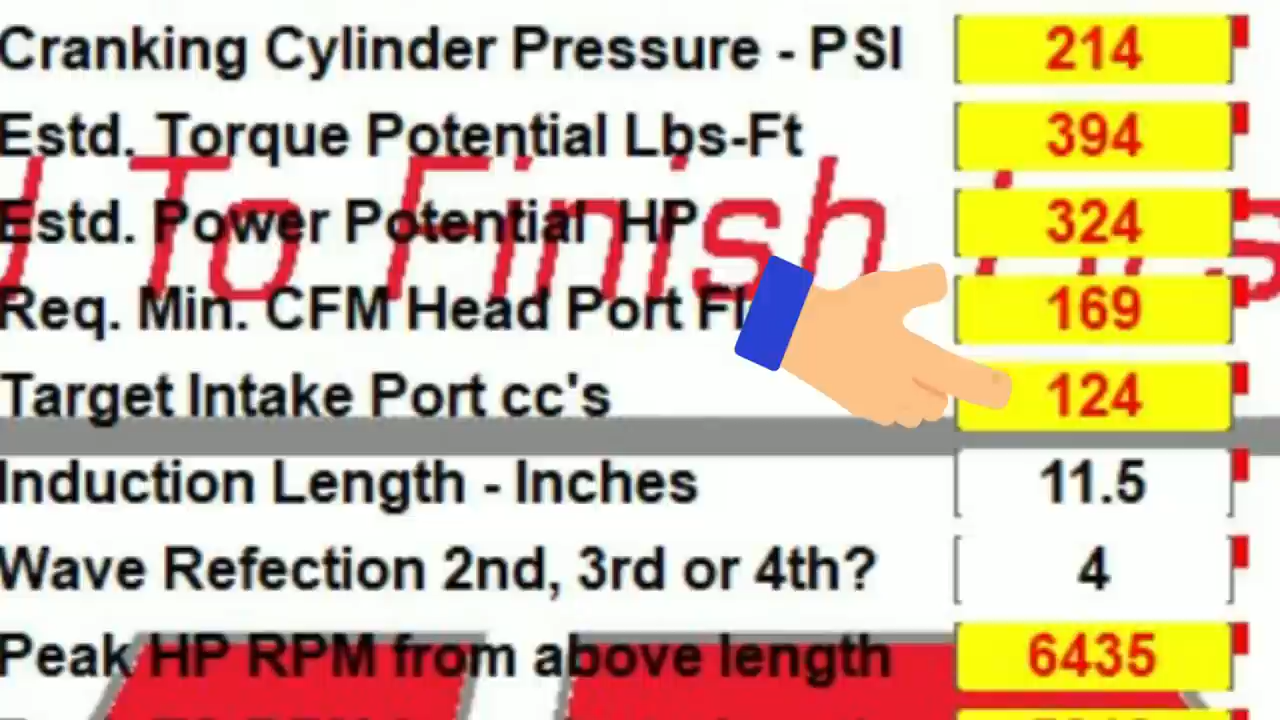 Cranking Cylinder Pressure - PSI 214
Estd. Torque Potential Lbs-Ft 394
Estd. Power Potential HP 324
To Finish
Req. Min. CFM Head Port 169
Target Intake Port cc's 124
Induction Length - Inches 11.5
Wave Refection 2nd, 3rd or 4th? 4
Peak HP RPM from above length 6435